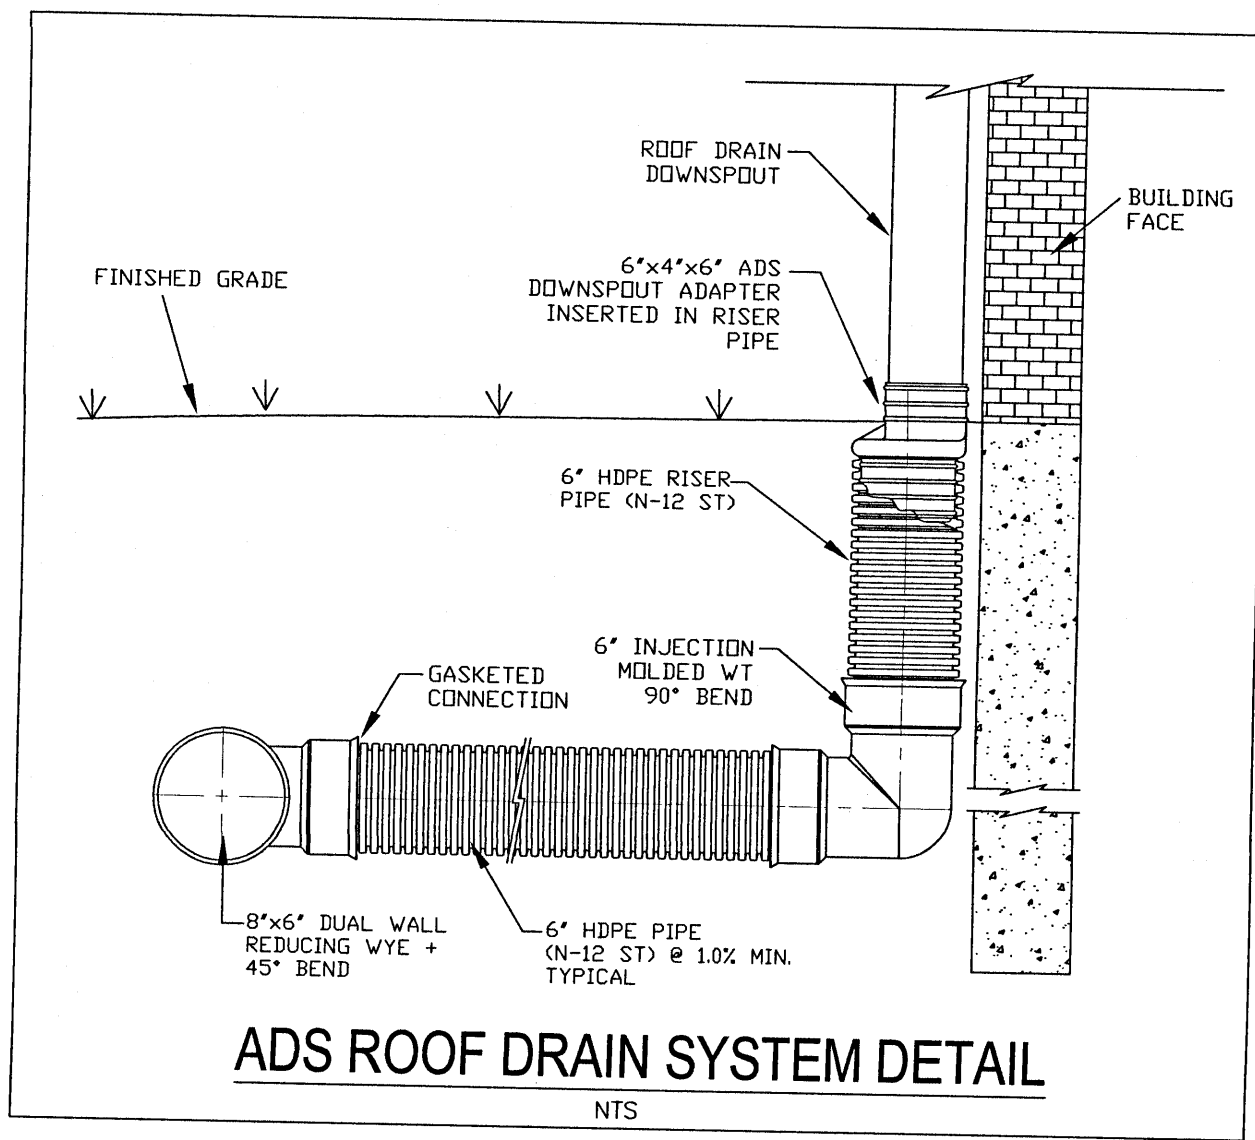 ROOF DRAIN
DOWNSPOUT
BUILDING
FACE
FINISHED GRADE
6"x4"x6" ADS
DOWNSPOUT ADAPTER
INSERTED IN RISER
PIPE
6" HDPE RISER
PIPE (N-12 ST)
6" INJECTION
MOLDED WT
90° BEND
GASKETED
CONNECTION
8"x6" DUAL WALL
REDUCING WYE +
45° BEND
6" HDPE PIPE
(N-12 ST) @ 1.0% MIN.
TYPICAL
ADS ROOF DRAIN SYSTEM DETAIL
NTS